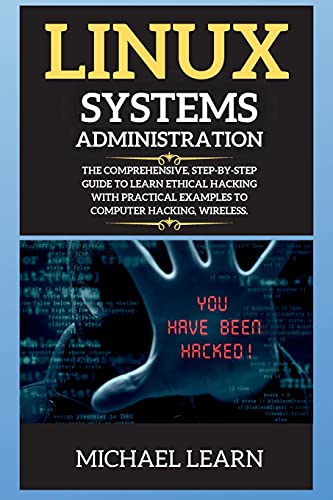 LINUX
SYSTEMS
ADMINISTRATION
THE COMPREHENSIVE, STEP-BY-STEP
GUIDE TO LEARN ETHICAL HACKING
WITH PRACTICAL EXAMPLES TO
COMPUTER HACKING, WIRELESS.
YOU
HAVE BEEN
HACKED!
MICHAEL LEARN